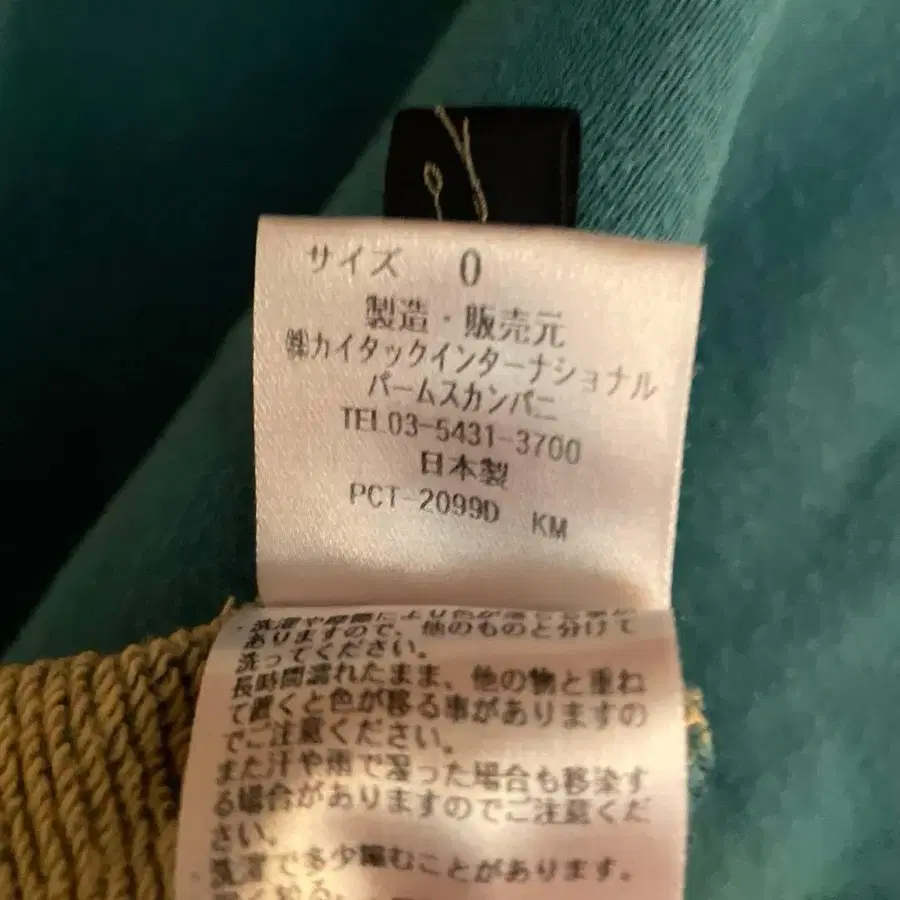 サイズ 0
製造・販売元
㈱カイタックインターナショナル
パームスカンパニ
TEL03-5431-3700
日本製
PCT-2099D KM
ありますので、他のものと分けて
洗ってください。
長時間濡れたまま、他の物と重ね
て置くと色が移る事がありますの
でご注意ください。
また汗や雨で湿った場合も移染す
る場合がありますのでご注意くだ
さい。
洗濯で多少縮むことがあります。